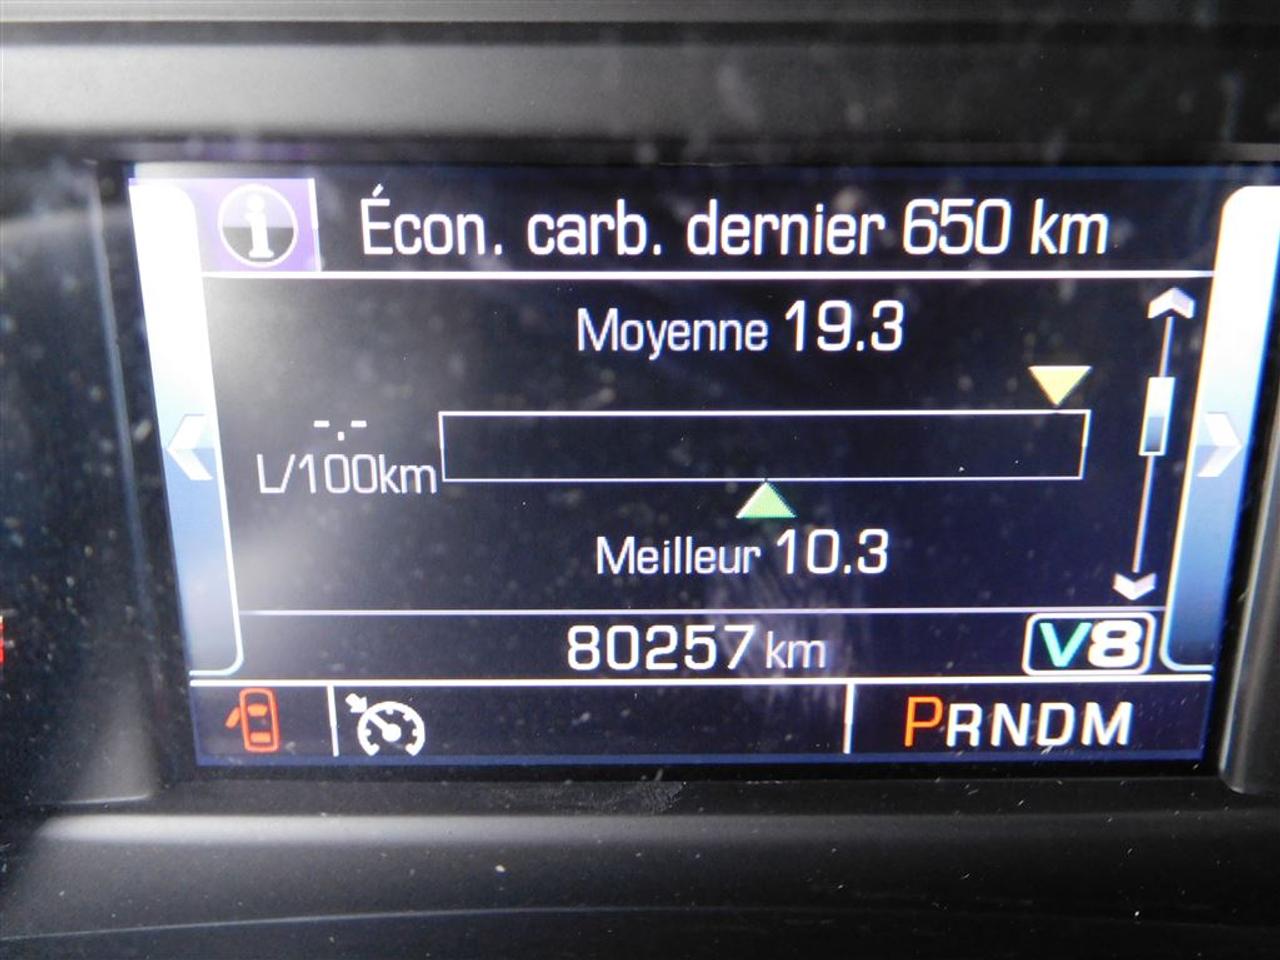 Écon. carb. dernier 650 km
Moyenne 19.3
-.-
L/100km
Meilleur 10.3
80257 km
V8
PRNDM